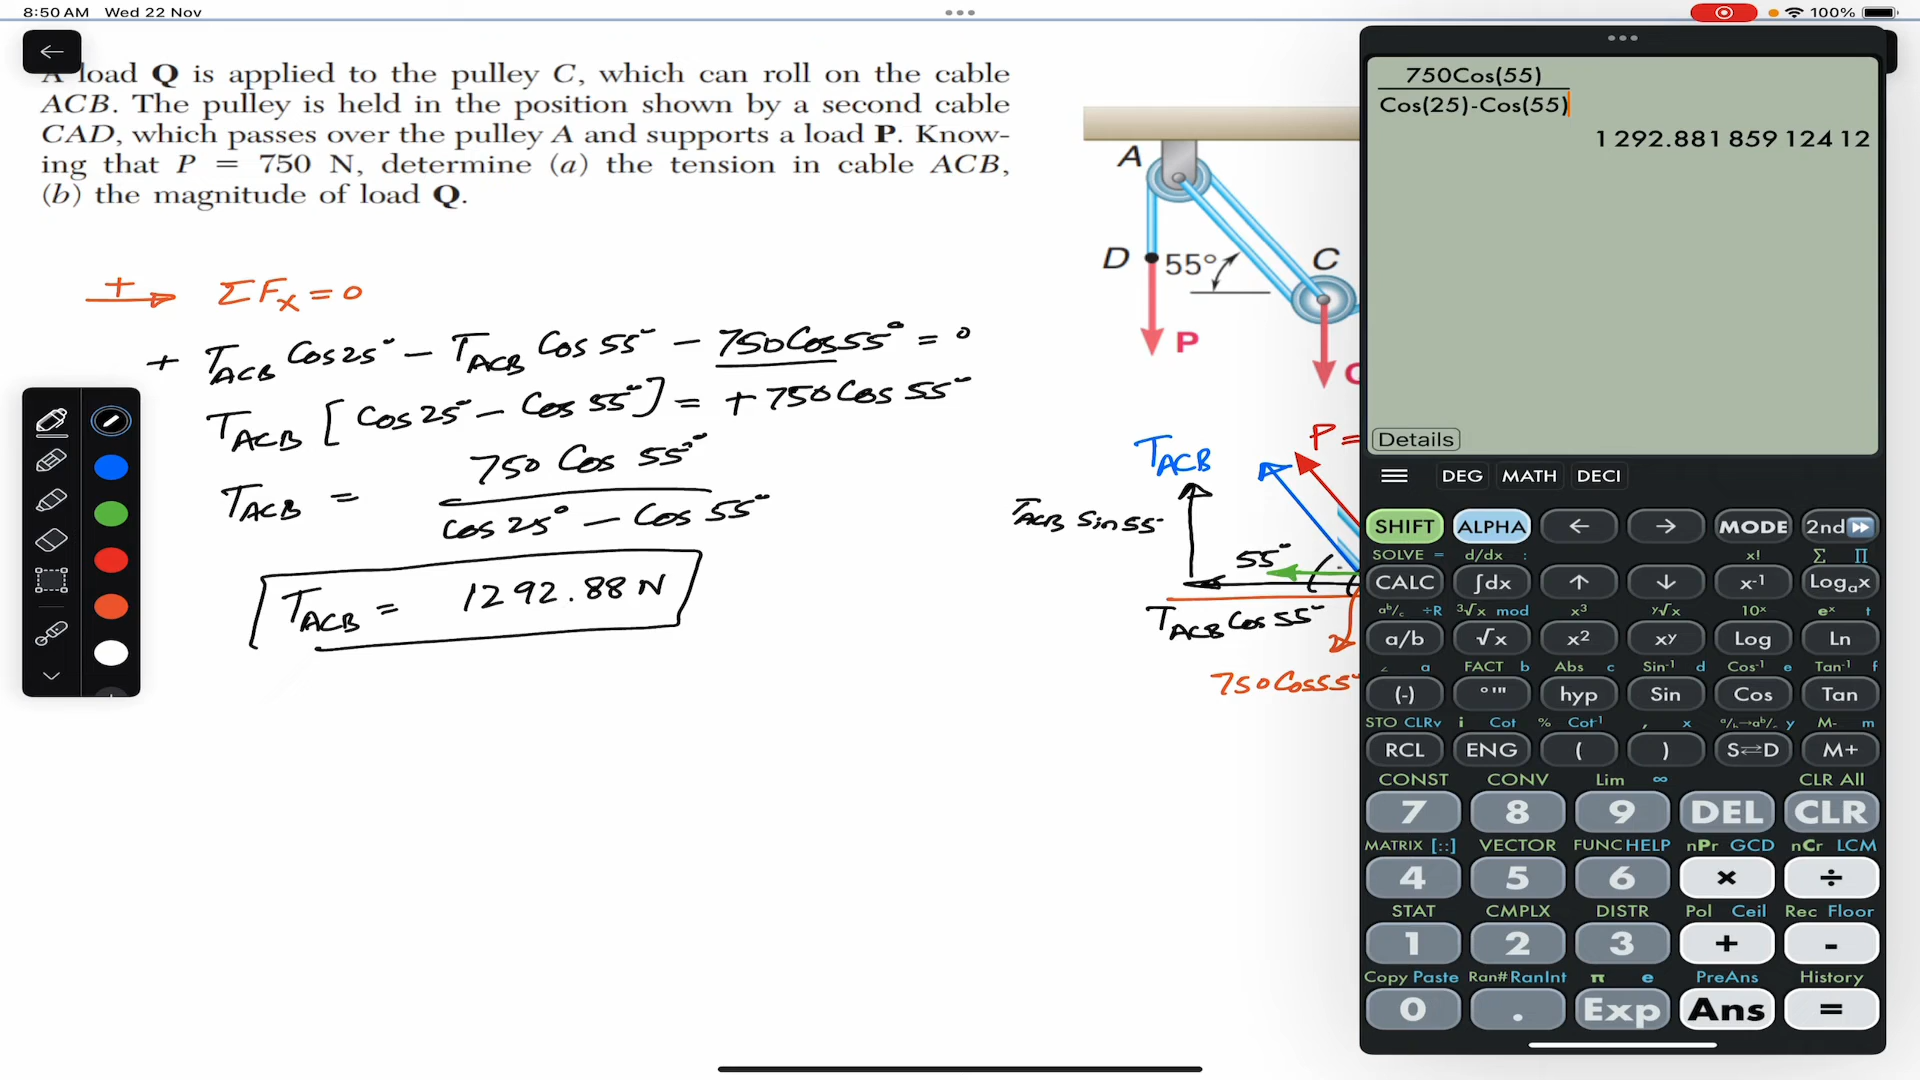 8:50 AM Wed 22 Nov
100%
load Q is applied to the pulley C, which can roll on the cable
ACB. The pulley is held in the position shown by a second cable
CAD, which passes over the pulley A and supports a load P. Know-
ing that P = 750 N, determine (a) the tension in cable ACB,
(b) the magnitude of load Q.
+ ΣFx = 0
+ TACB Cos25° - TACB Cos 55° - 750Cos55° = 0
TACB [Cos25° - Cos 55°] = +750Cos 55°
TACB = 750 Cos 55°
Cos 25° - Cos 55°
TACB = 1292.88 N
A
D 55° C
P
TACB P=
TACB Sin55°
55°
TACB Cos 55°
750Cos55°
750Cos(55)
Cos(25)-Cos(55)
1 292.881 859 124 12
Details
DEG MATH DECI
SHIFT ALPHA ← → MODE 2nd
SOLVE = d/dx : x! Σ Π
CALC ∫dx ↑ ↓ x-1 Logax
ab/c ÷R 3√x mod x3 y√x 10x ex t
a/b √x x2 xy Log Ln
∠ a FACT b Abs c Sin-1 d Cos-1 e Tan-1 f
(-) °'" hyp Sin Cos Tan
STO CLRv i Cot % Cot-1 , x a/b→ab/c y M- m
RCL ENG ( ) S⇄D M+
CONST CONV Lim ∞ CLR All
7 8 9 DEL CLR
MATRIX [::] VECTOR FUNC HELP nPr GCD nCr LCM
4 5 6 × ÷
STAT CMPLX DISTR Pol Ceil Rec Floor
1 2 3 + -
Copy Paste Ran# RanInt π e PreAns History
0 . Exp Ans =